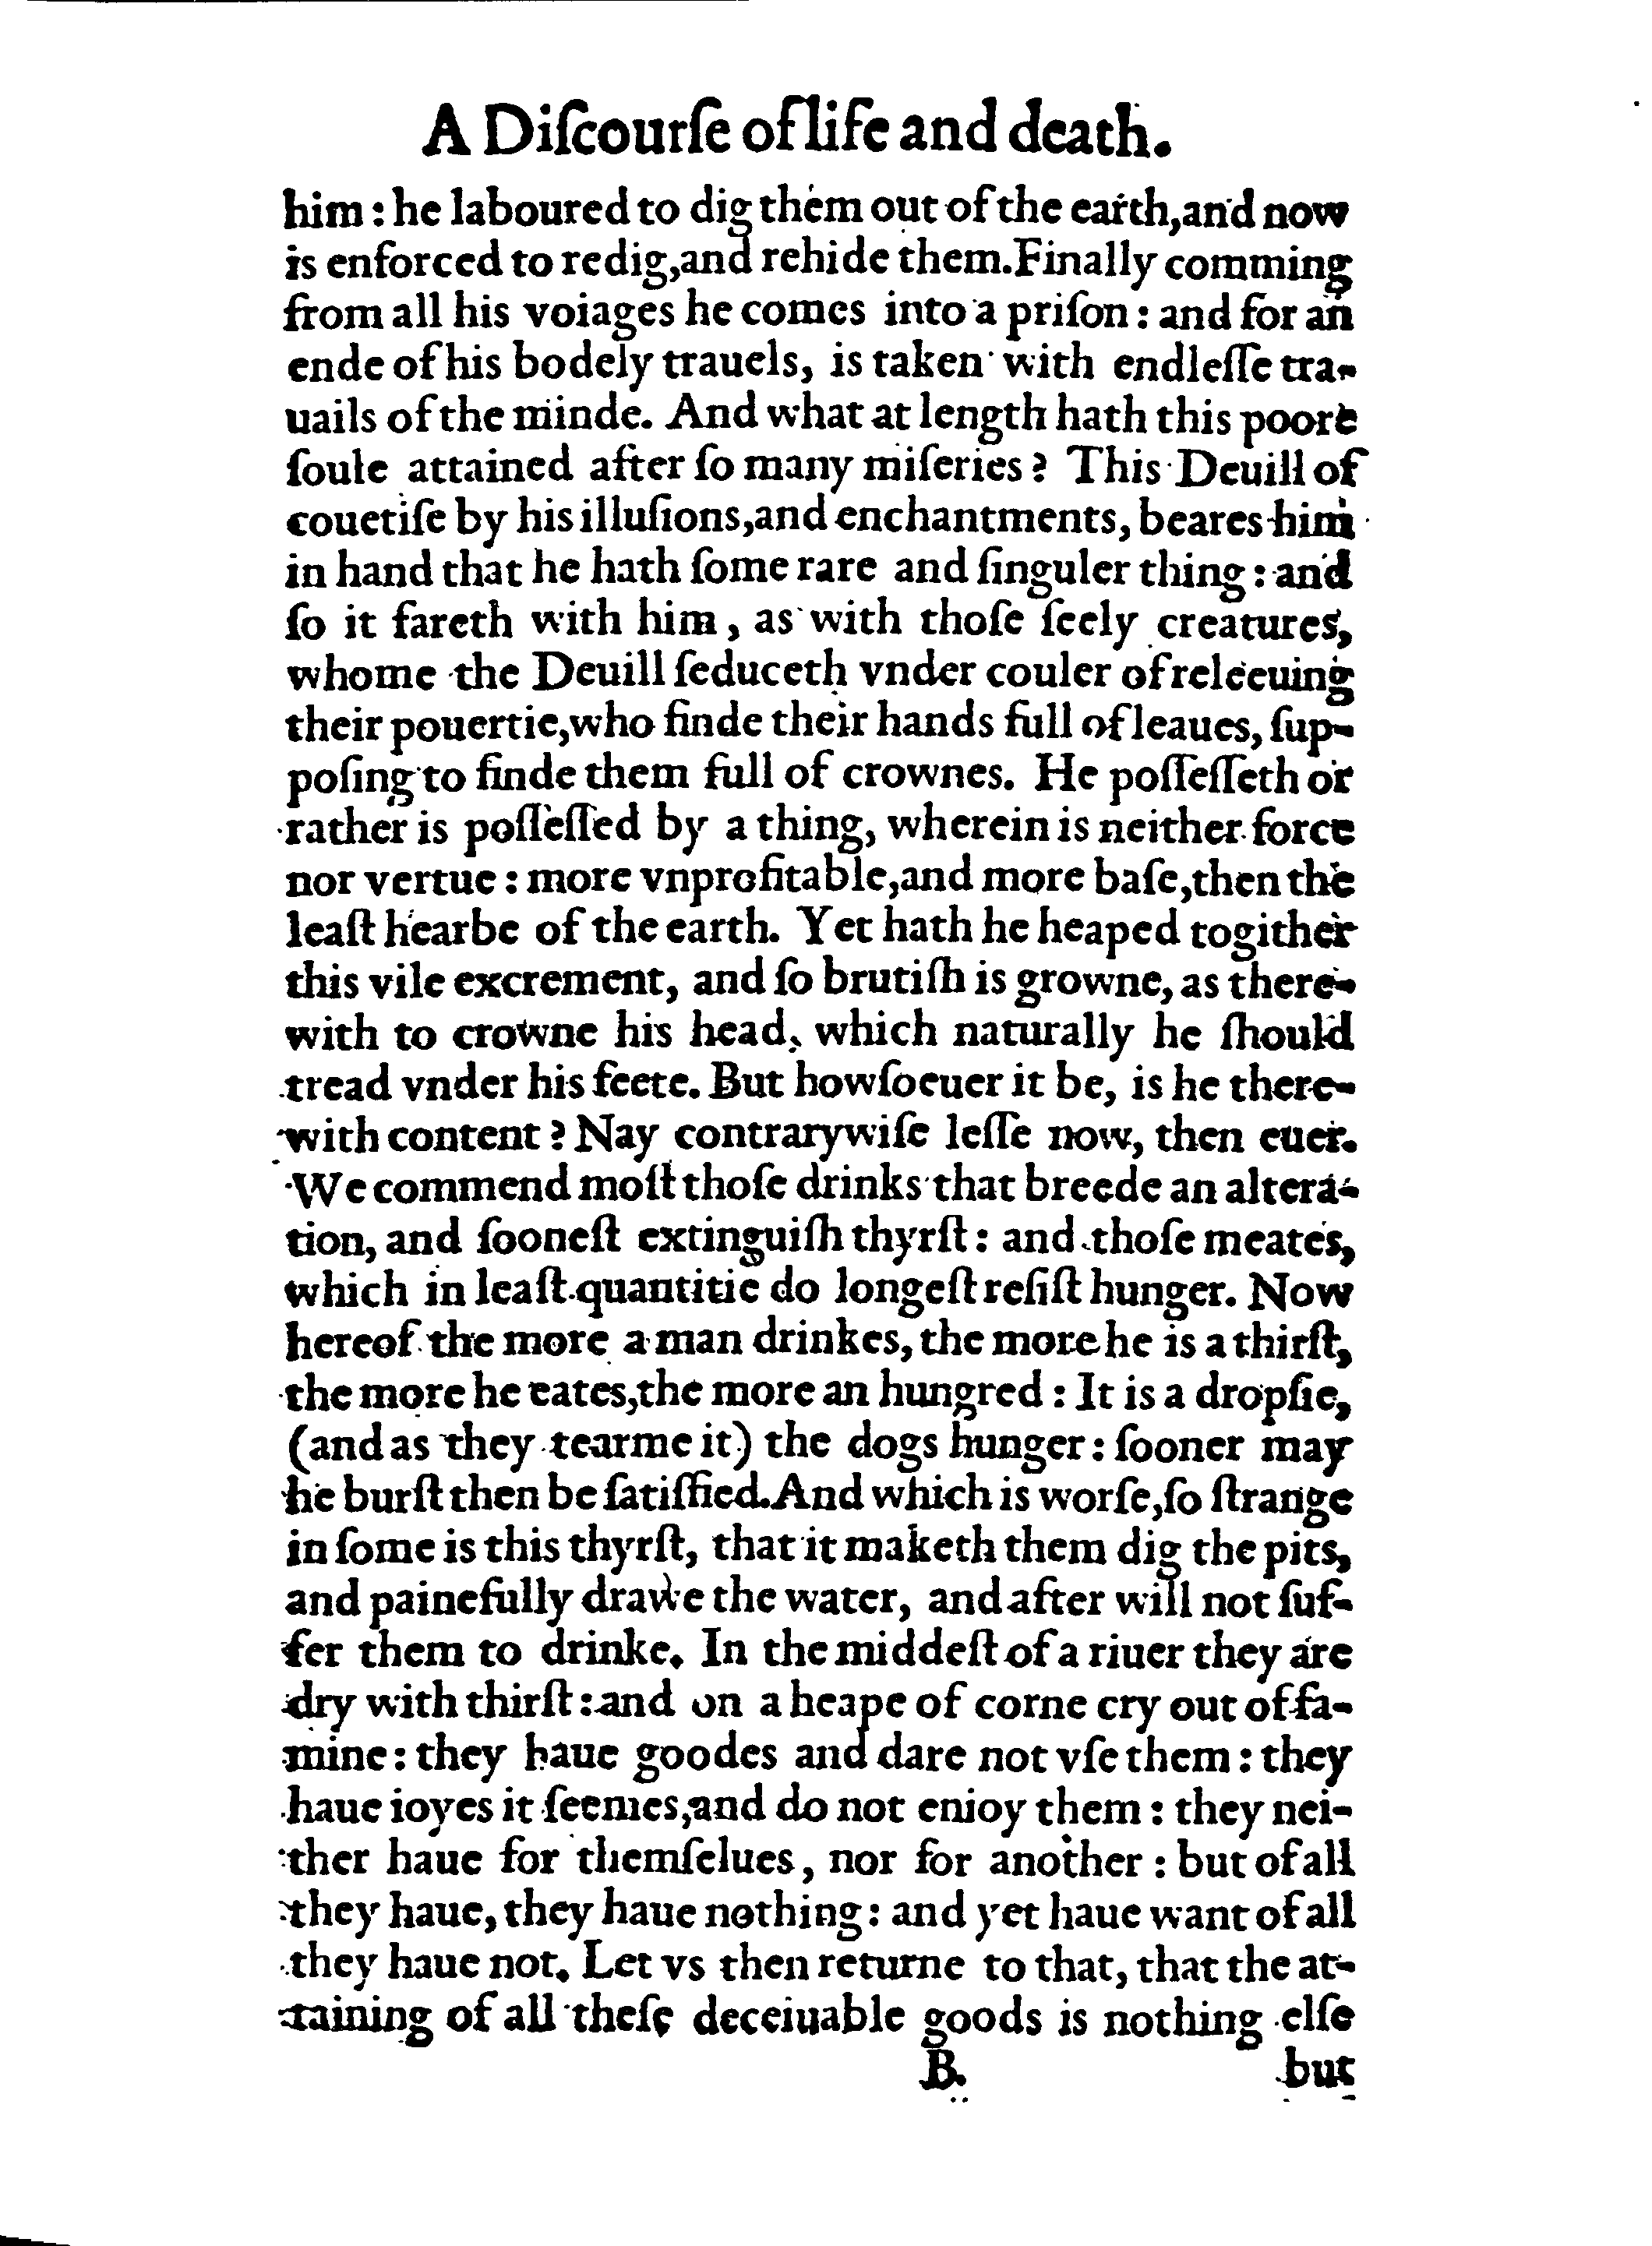 A Diſcourſe of life and death.
him : he laboured to dig them out of the earth, and now
is enforced to redig, and rehide them. Finally comming
from all his voiages he comes into a priſon : and for an
ende of his bodely trauels, is taken with endleſſe tra-
uails of the minde. And what at length hath this poore
ſoule attained after ſo many miſeries ? This Deuill of
couetiſe by his illuſions, and enchantments, beares him
in hand that he hath ſome rare and ſinguler thing : and
ſo it fareth with him, as with thoſe ſeely creatures,
whome the Deuill ſeduceth vnder couler of releeuing
their pouertie, who finde their hands full of leaues, ſup-
poſing to finde them full of crownes. He poſſeſſeth or
rather is poſſeſſed by a thing, wherein is neither force
nor vertue : more vnprofitable, and more baſe, then the
leaſt hearbe of the earth. Yet hath he heaped togither
this vile excrement, and ſo brutiſh is growne, as there-
with to crowne his head, which naturally he ſhould
tread vnder his feete. But howſoeuer it be, is he there-
with content ? Nay contrarywiſe leſſe now, then euer.
We commend moſt thoſe drinks that breede an altera-
tion, and ſooneſt extinguiſh thyrſt : and thoſe meates,
which in leaſt quantitie do longeſt reſiſt hunger. Now
hereof the more a man drinkes, the more he is a thirſt,
the more he eates, the more an hungred : It is a dropſie,
(and as they tearme it) the dogs hunger : ſooner may
he burſt then be ſatiſfied. And which is worſe, ſo ſtrange
in ſome is this thyrſt, that it maketh them dig the pits,
and painefully drawe the water, and after will not ſuf-
fer them to drinke. In the middeſt of a riuer they are
dry with thirſt : and on a heape of corne cry out of fa-
mine : they haue goodes and dare not vſe them : they
haue ioyes it ſeemes, and do not enioy them : they nei-
ther haue for themſelues, nor for another : but of all
they haue, they haue nothing : and yet haue want of all
they haue not. Let vs then returne to that, that the at-
taining of all theſe deceiuable goods is nothing elſe
B. but